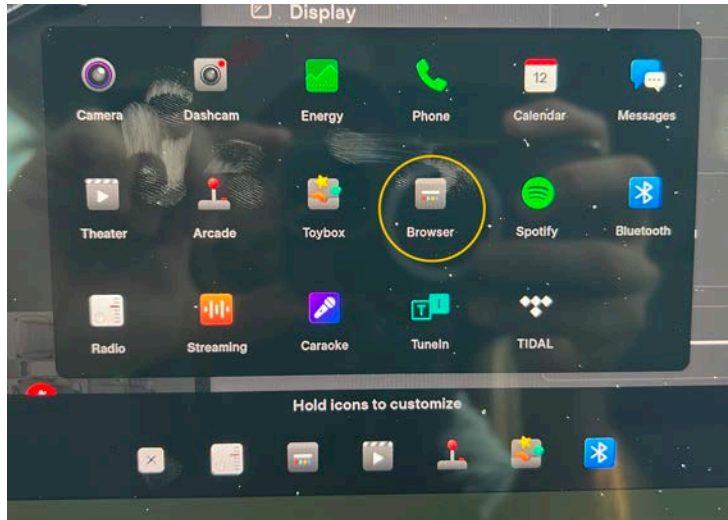 Display
Camera Dashcam Energy Phone Calendar Messages
12
Theater Arcade Toybox Browser Spotify Bluetooth
Radio Streaming Caraoke TuneIn TIDAL
T I
Hold icons to customize